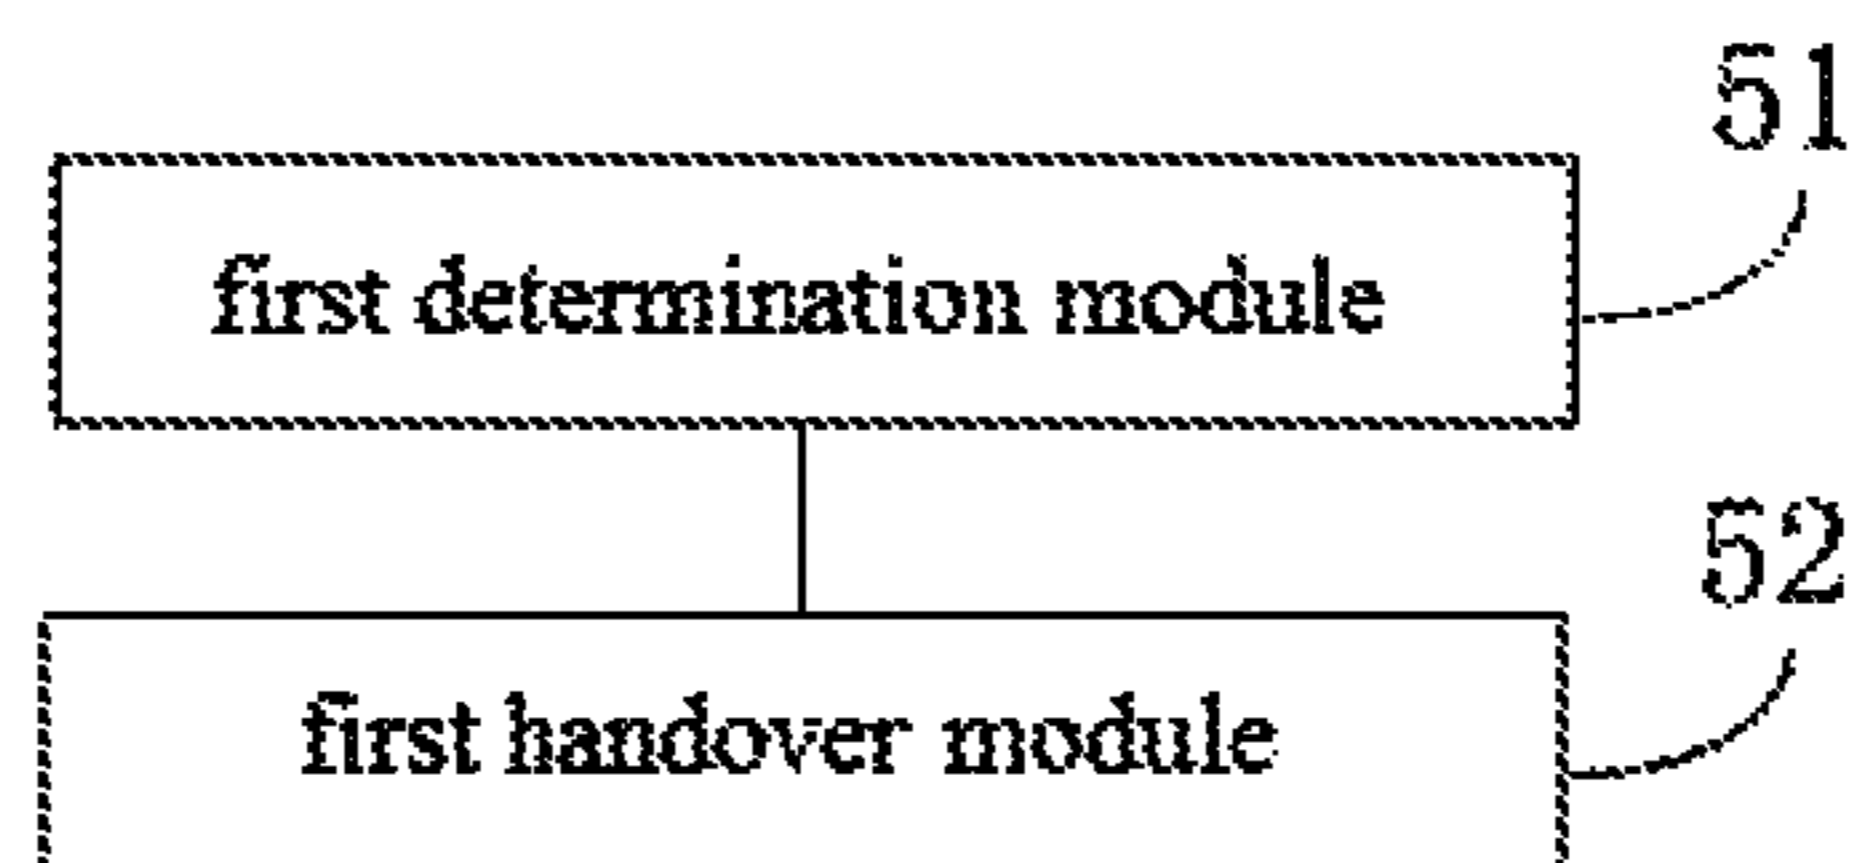 51
first determination module
52
first handover module